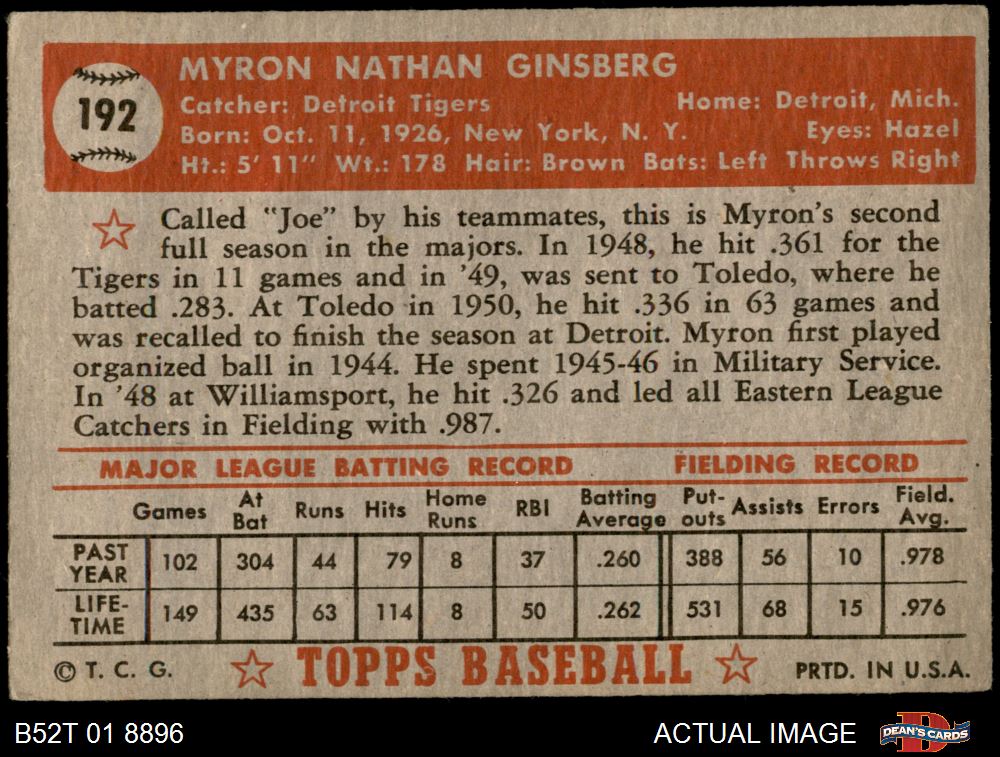 192
MYRON NATHAN GINSBERG
Catcher: Detroit Tigers Home: Detroit, Mich.
Born: Oct. 11, 1926, New York, N. Y. Eyes: Hazel
Ht.: 5' 11" Wt.: 178 Hair: Brown Bats: Left Throws Right
Called "Joe" by his teammates, this is Myron's second
full season in the majors. In 1948, he hit .361 for the
Tigers in 11 games and in '49, was sent to Toledo, where he
batted .283. At Toledo in 1950, he hit .336 in 63 games and
was recalled to finish the season at Detroit. Myron first played
organized ball in 1944. He spent 1945-46 in Military Service.
In '48 at Williamsport, he hit .326 and led all Eastern League
Catchers in Fielding with .987.
MAJOR LEAGUE BATTING RECORD FIELDING RECORD
Games At Bat Runs Hits Home Runs RBI Batting Average Put-outs Assists Errors Field. Avg.
PAST YEAR 102 304 44 79 8 37 .260 388 56 10 .978
LIFE-TIME 149 435 63 114 8 50 .262 531 68 15 .976
© T. C. G. TOPPS BASEBALL PRTD. IN U.S.A.
B52T 01 8896 ACTUAL IMAGE D DEAN'S CARDS